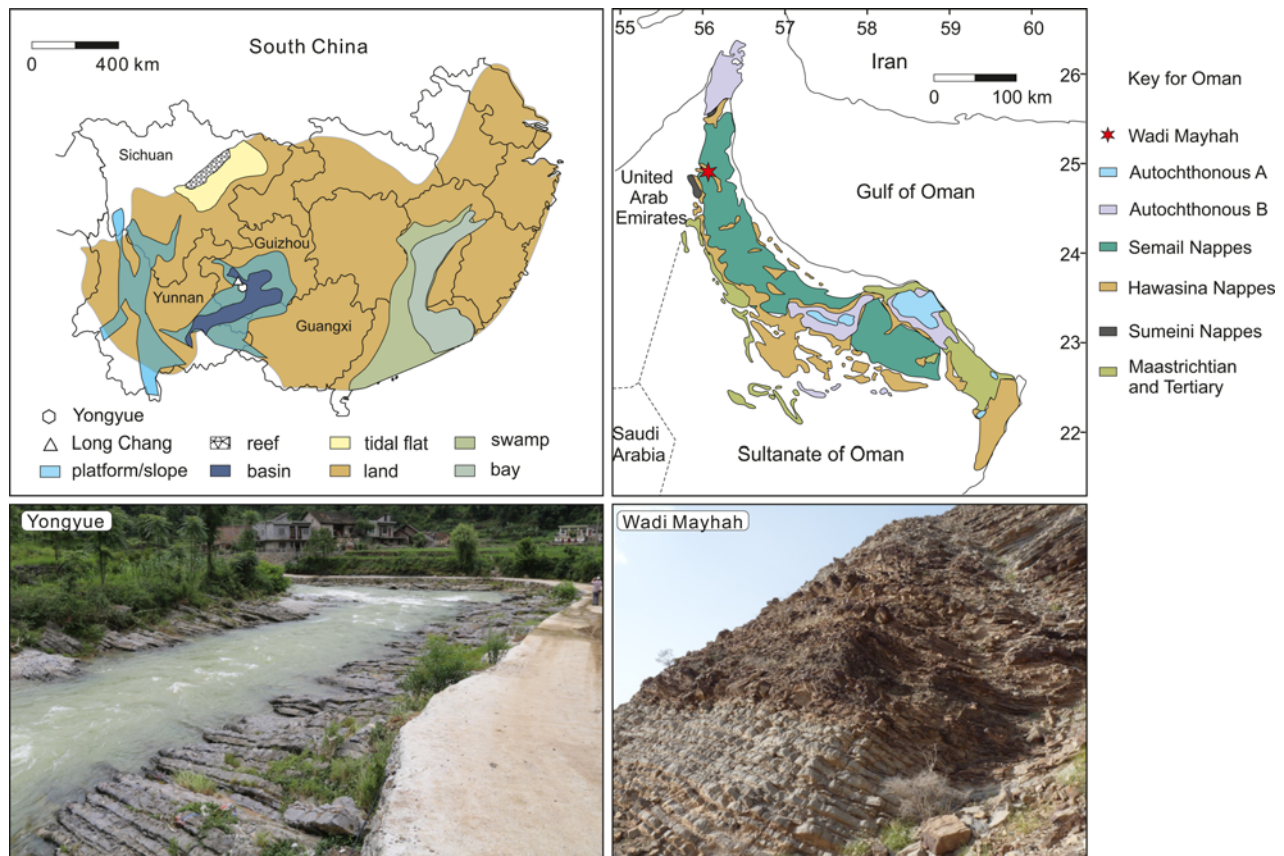 South China
0 400 km
Sichuan
Guizhou
Yunnan
Guangxi
Yongyue
Long Chang
reef
tidal flat
swamp
platform/slope
basin
land
bay
55 56 57 58 59 60
Iran
0 100 km
26
25
24
23
22
United
Arab
Emirates
Gulf of Oman
Saudi
Arabia
Sultanate of Oman
Key for Oman
Wadi Mayhah
Autochthonous A
Autochthonous B
Semail Nappes
Hawasina Nappes
Sumeini Nappes
Maastrichtian
and Tertiary
Yongyue
Wadi Mayhah